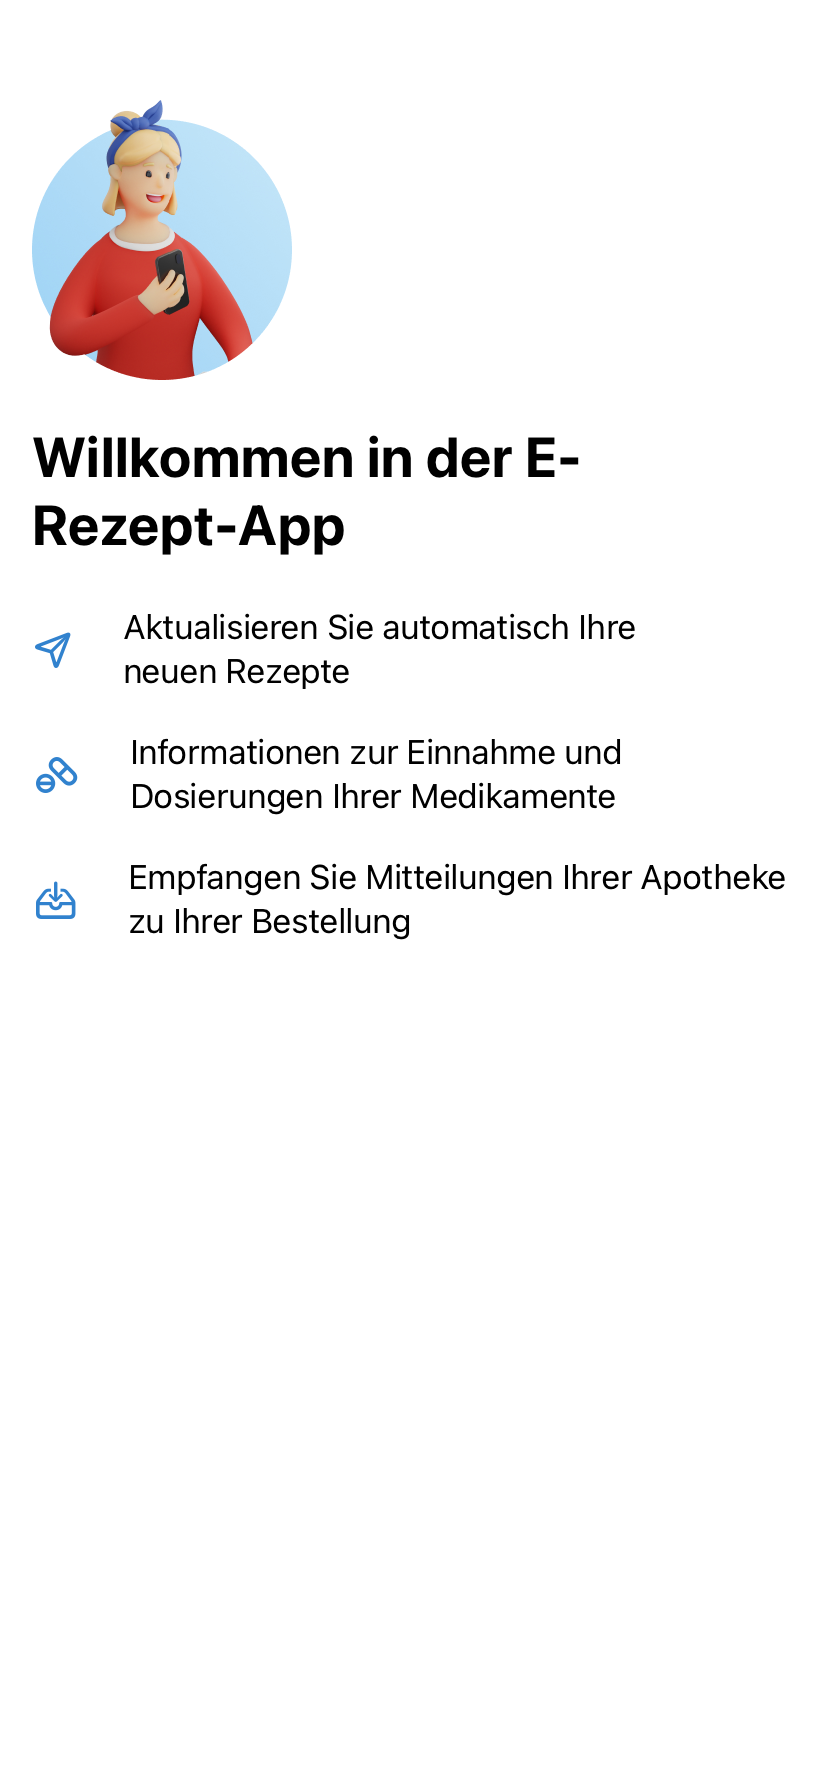 Willkommen in der E-
Rezept-App
Aktualisieren Sie automatisch Ihre
neuen Rezepte
Informationen zur Einnahme und
Dosierungen Ihrer Medikamente
Empfangen Sie Mitteilungen Ihrer Apotheke
zu Ihrer Bestellung